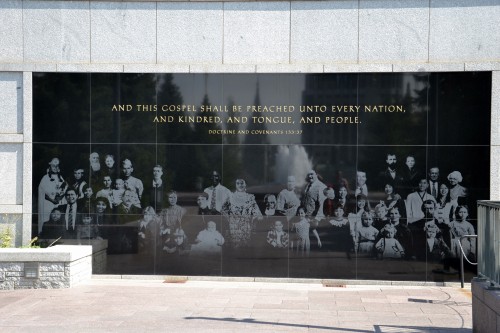 AND THIS GOSPEL SHALL BE PREACHED UNTO EVERY NATION,
AND KINDRED, AND TONGUE, AND PEOPLE.
DOCTRINE AND COVENANTS 133:37